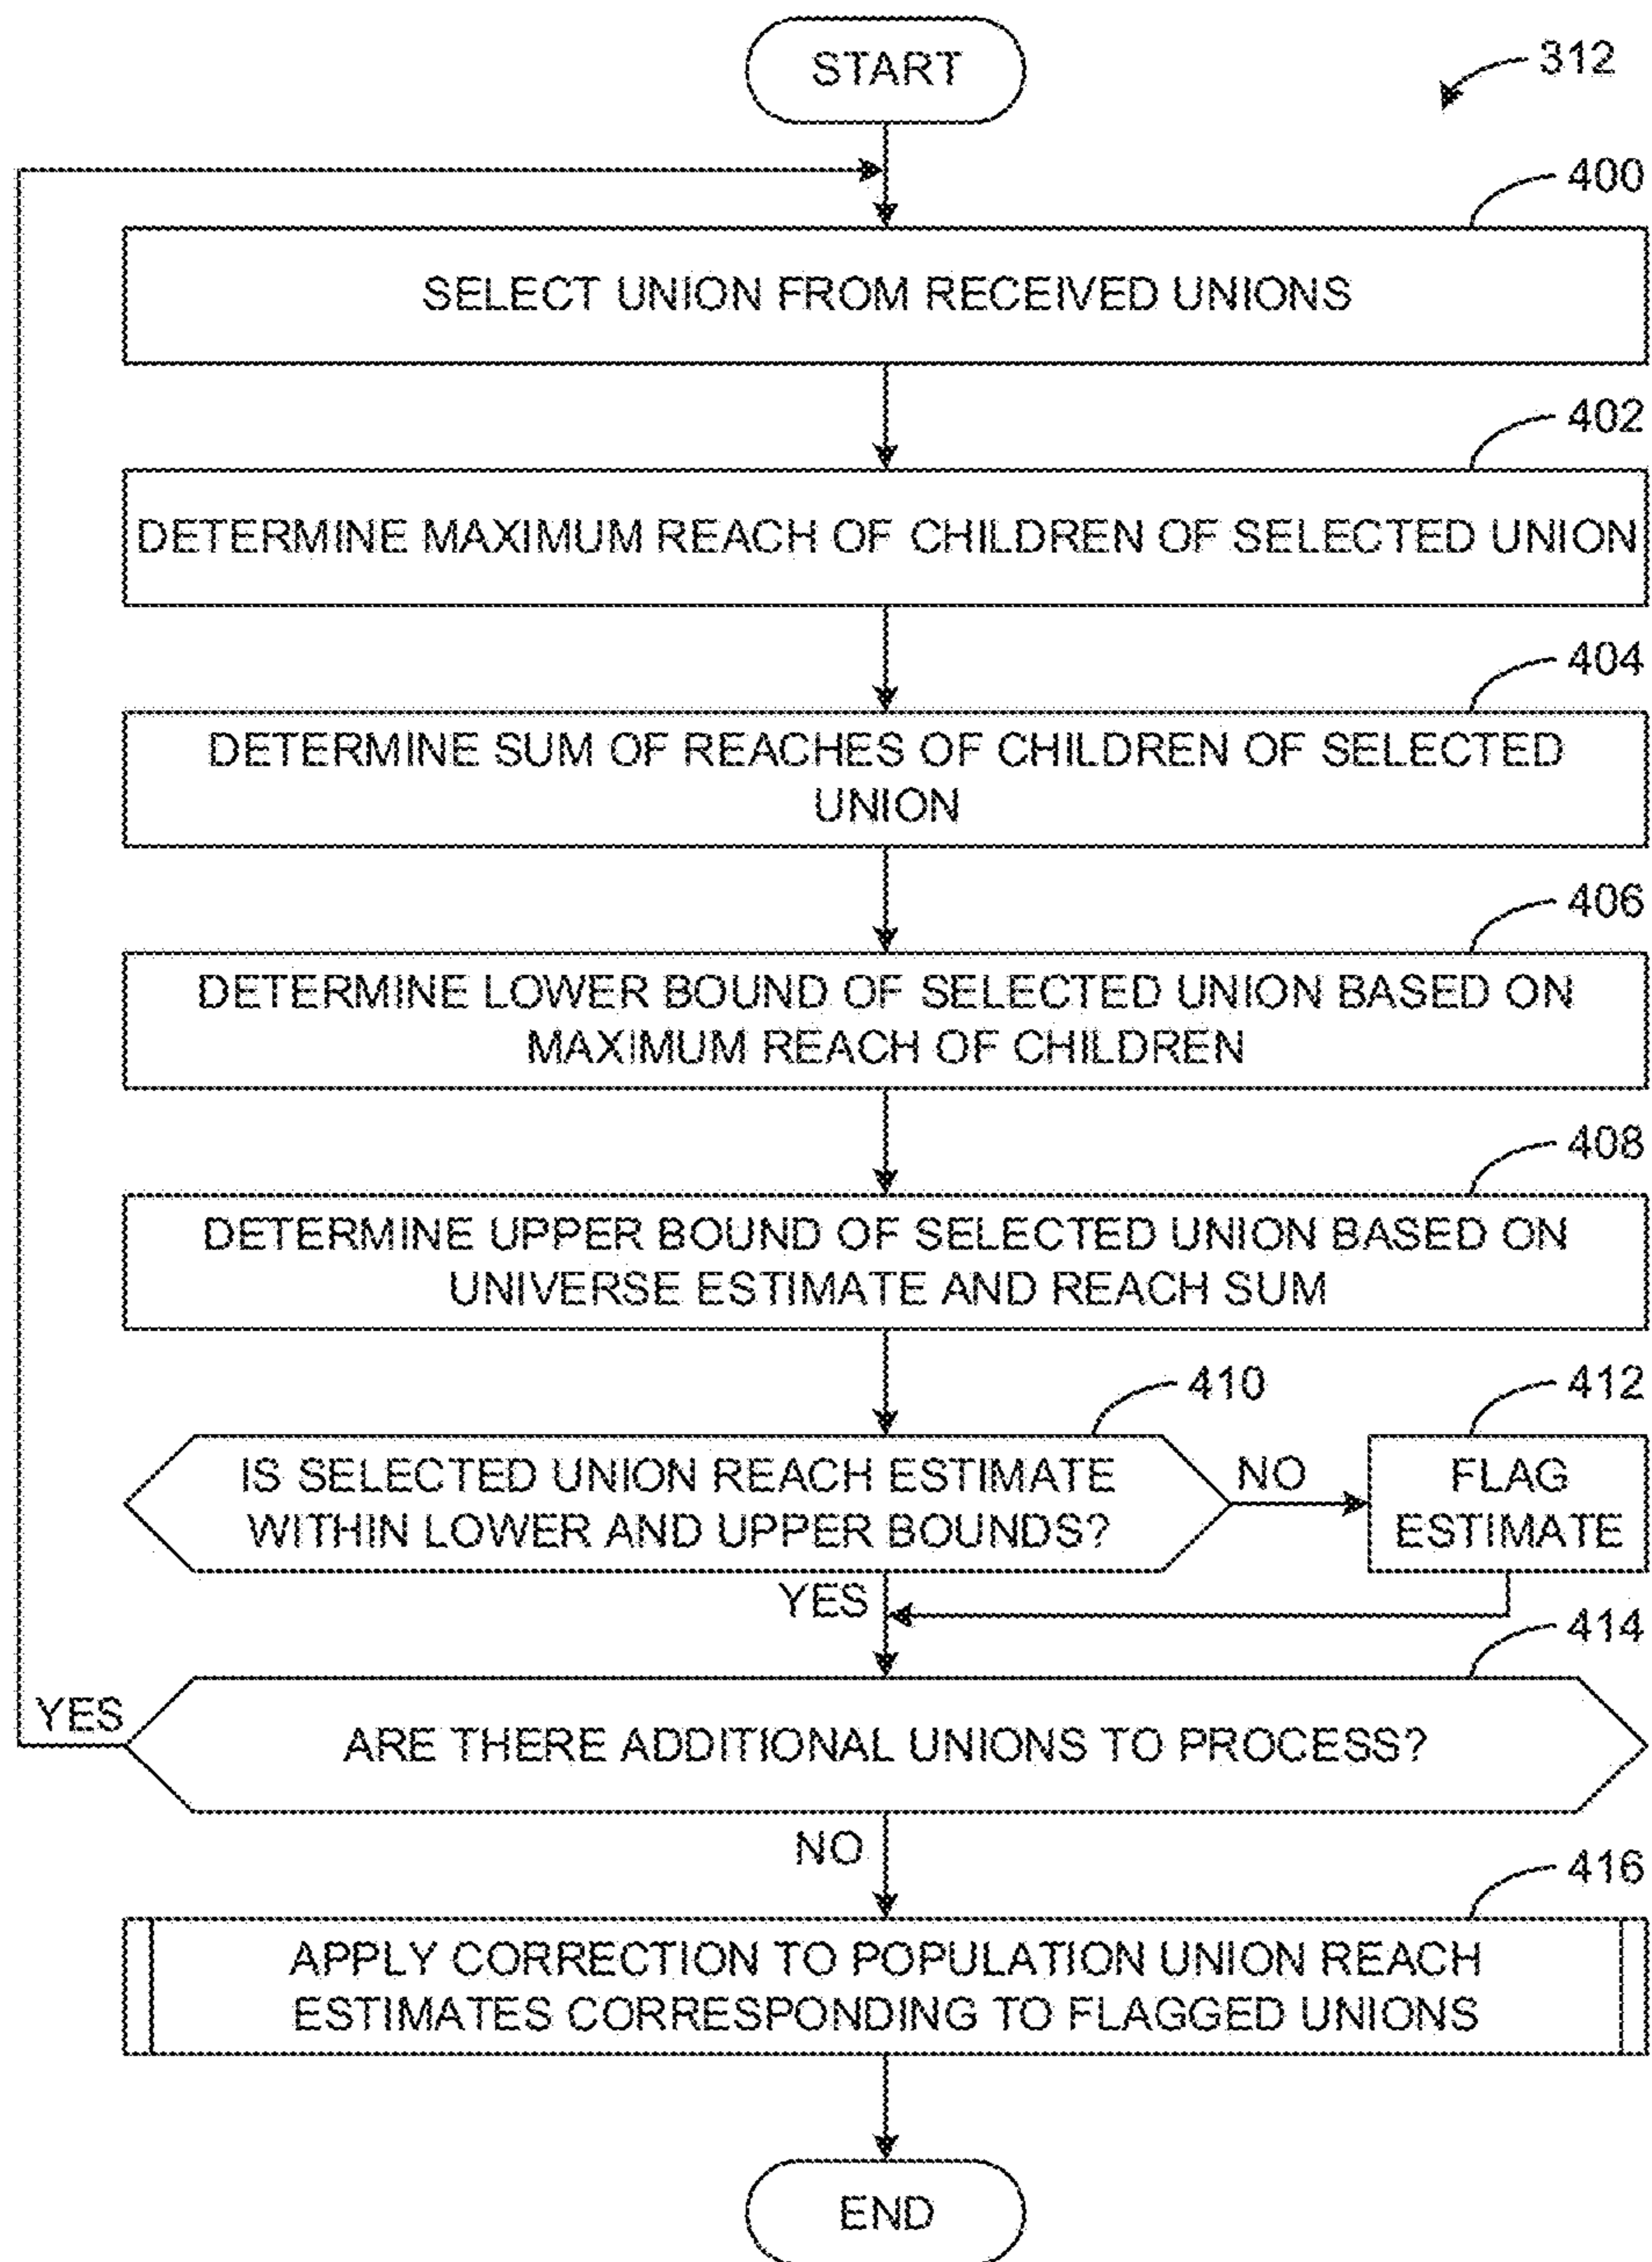 START
312
400
SELECT UNION FROM RECEIVED UNIONS
402
DETERMINE MAXIMUM REACH OF CHILDREN OF SELECTED UNION
404
DETERMINE SUM OF REACHES OF CHILDREN OF SELECTED
UNION
406
DETERMINE LOWER BOUND OF SELECTED UNION BASED ON
MAXIMUM REACH OF CHILDREN
408
DETERMINE UPPER BOUND OF SELECTED UNION BASED ON
UNIVERSE ESTIMATE AND REACH SUM
410
IS SELECTED UNION REACH ESTIMATE
WITHIN LOWER AND UPPER BOUNDS?
NO
412
FLAG
ESTIMATE
YES
414
YES
ARE THERE ADDITIONAL UNIONS TO PROCESS?
NO
416
APPLY CORRECTION TO POPULATION UNION REACH
ESTIMATES CORRESPONDING TO FLAGGED UNIONS
END